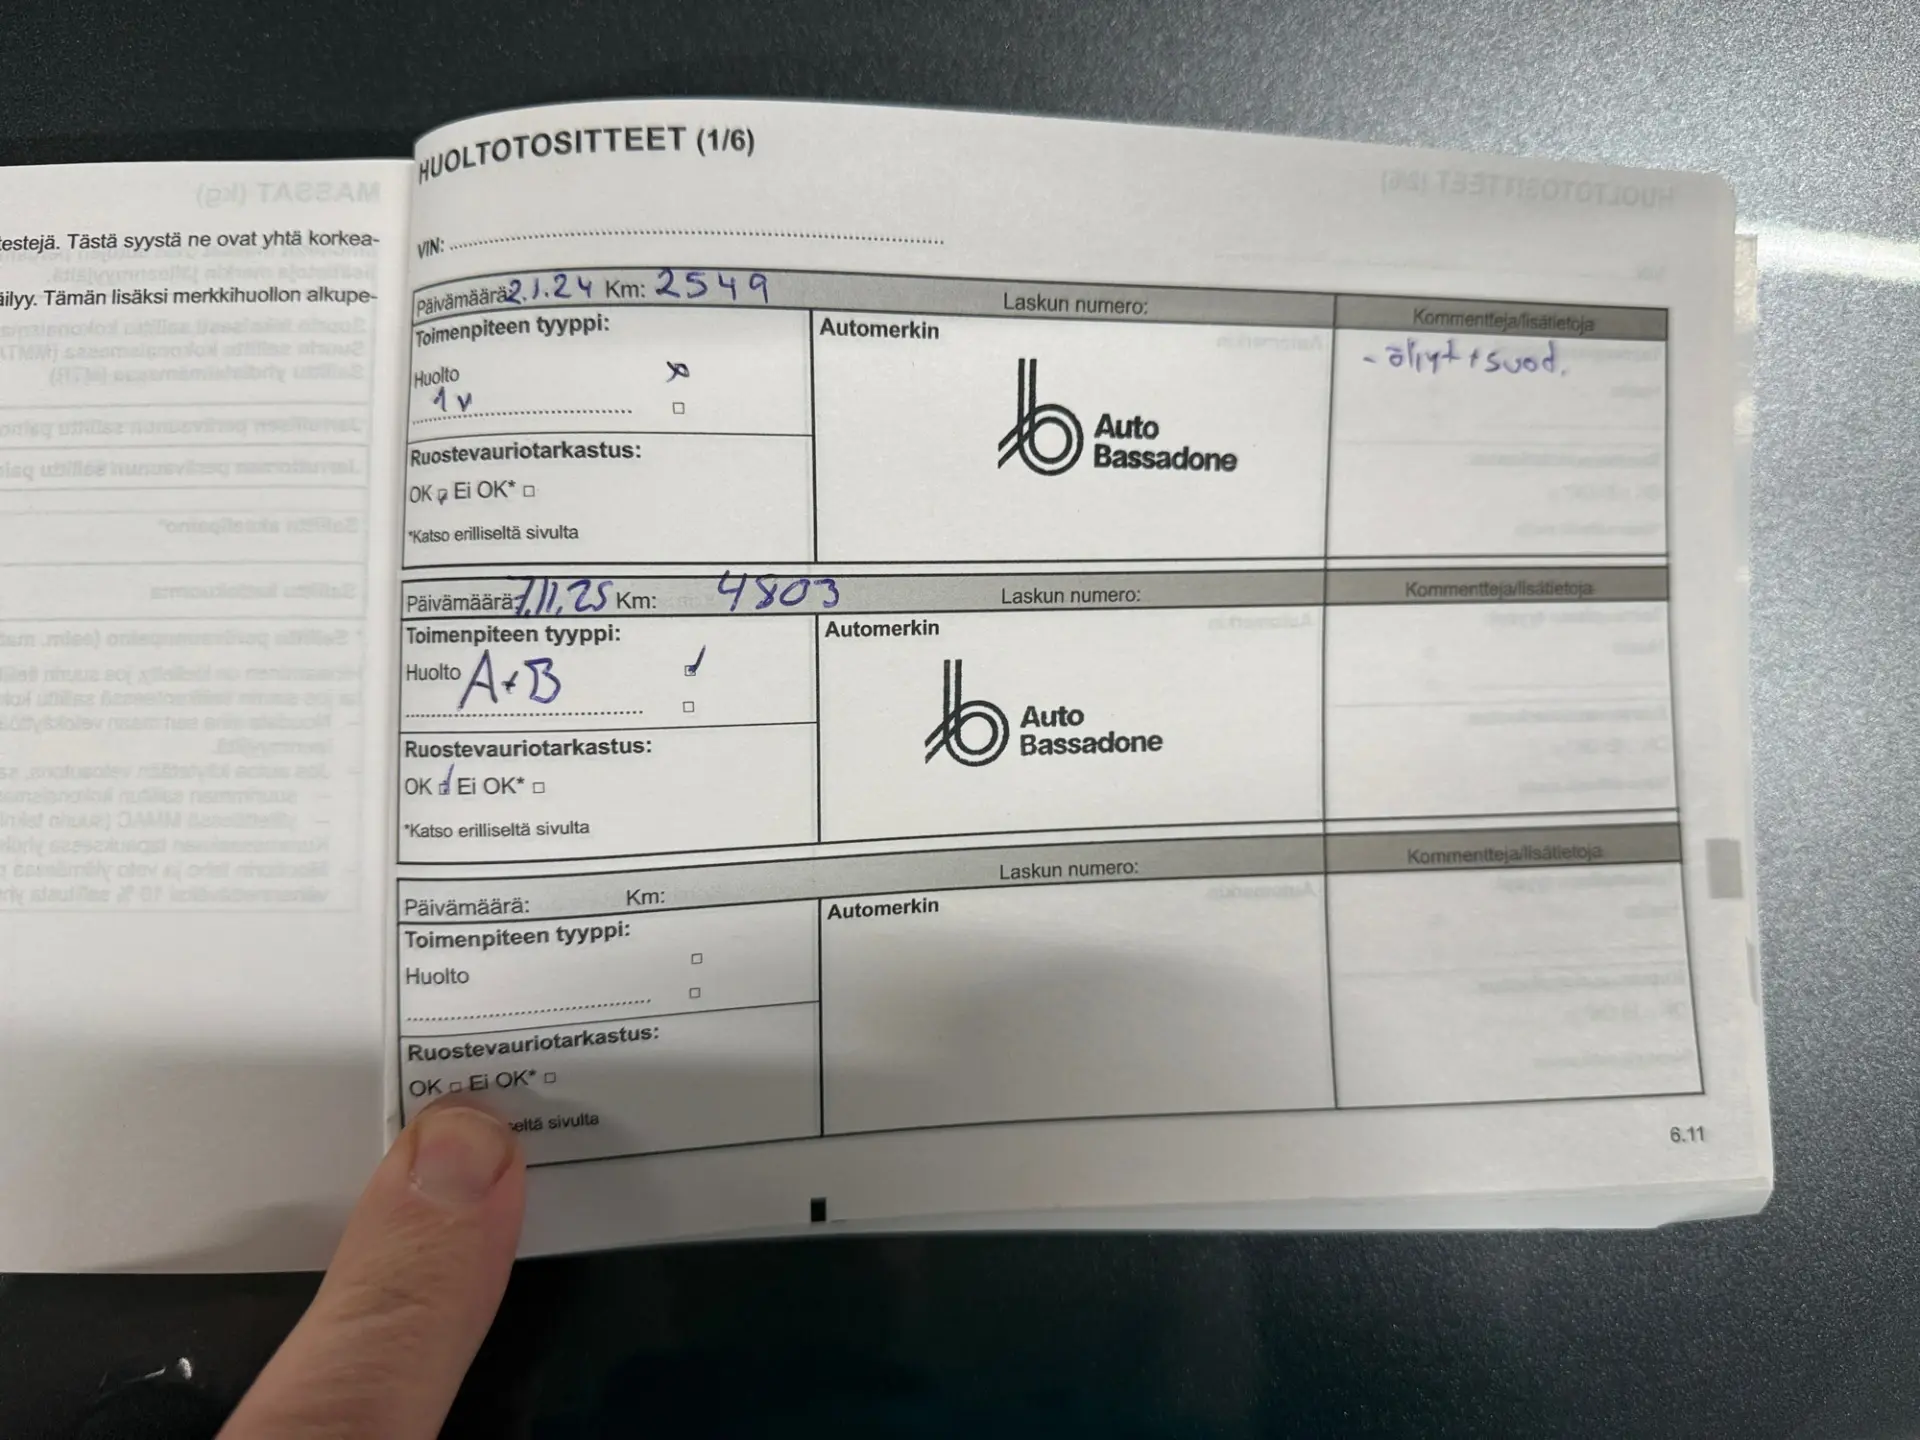 testejä. Tästä syystä ne ovat yhtä korkea-
äilyy. Tämän lisäksi merkkihuollon alkupe-
HUOLTOTOSITTEET (1/6)
VIN:
Päivämäärä: 2.1.24 Km: 2549 Laskun numero: Kommentteja/lisätietoja
Toimenpiteen tyyppi: Automerkin
- öljyt + suod.
Huolto
1v
Auto
Bassadone
Ruostevauriotarkastus:
OK Ei OK*
*Katso erilliseltä sivulta
Päivämäärä: 7.11.25 Km: 4803 Laskun numero: Kommentteja/lisätietoja
Toimenpiteen tyyppi: Automerkin
Huolto A+B
Auto
Bassadone
Ruostevauriotarkastus:
OK Ei OK*
*Katso erilliseltä sivulta
Päivämäärä: Km: Laskun numero: Kommentteja/lisätietoja
Toimenpiteen tyyppi: Automerkin
Huolto
Ruostevauriotarkastus:
OK Ei OK*
sivulta
6.11